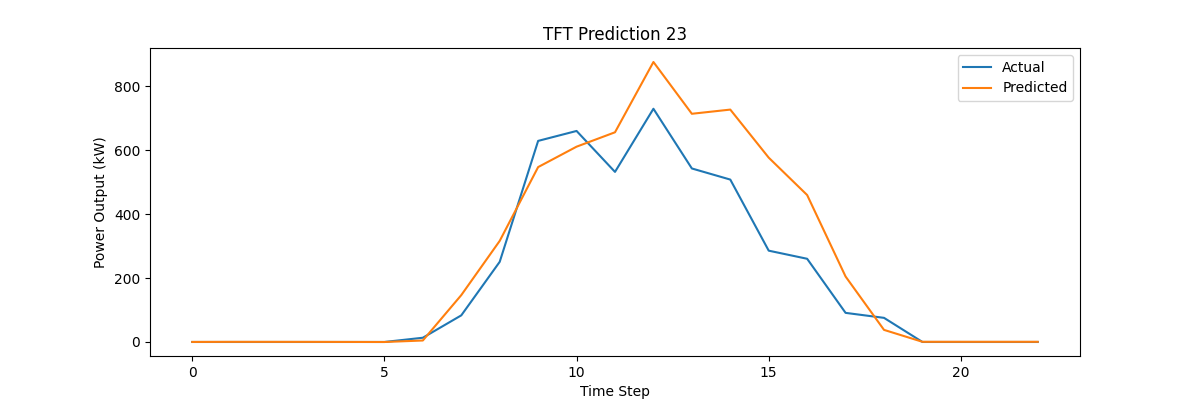 TFT Prediction 23
Actual
Predicted
Power Output (kW)
800
600
400
200
0
0 5 10 15 20
Time Step